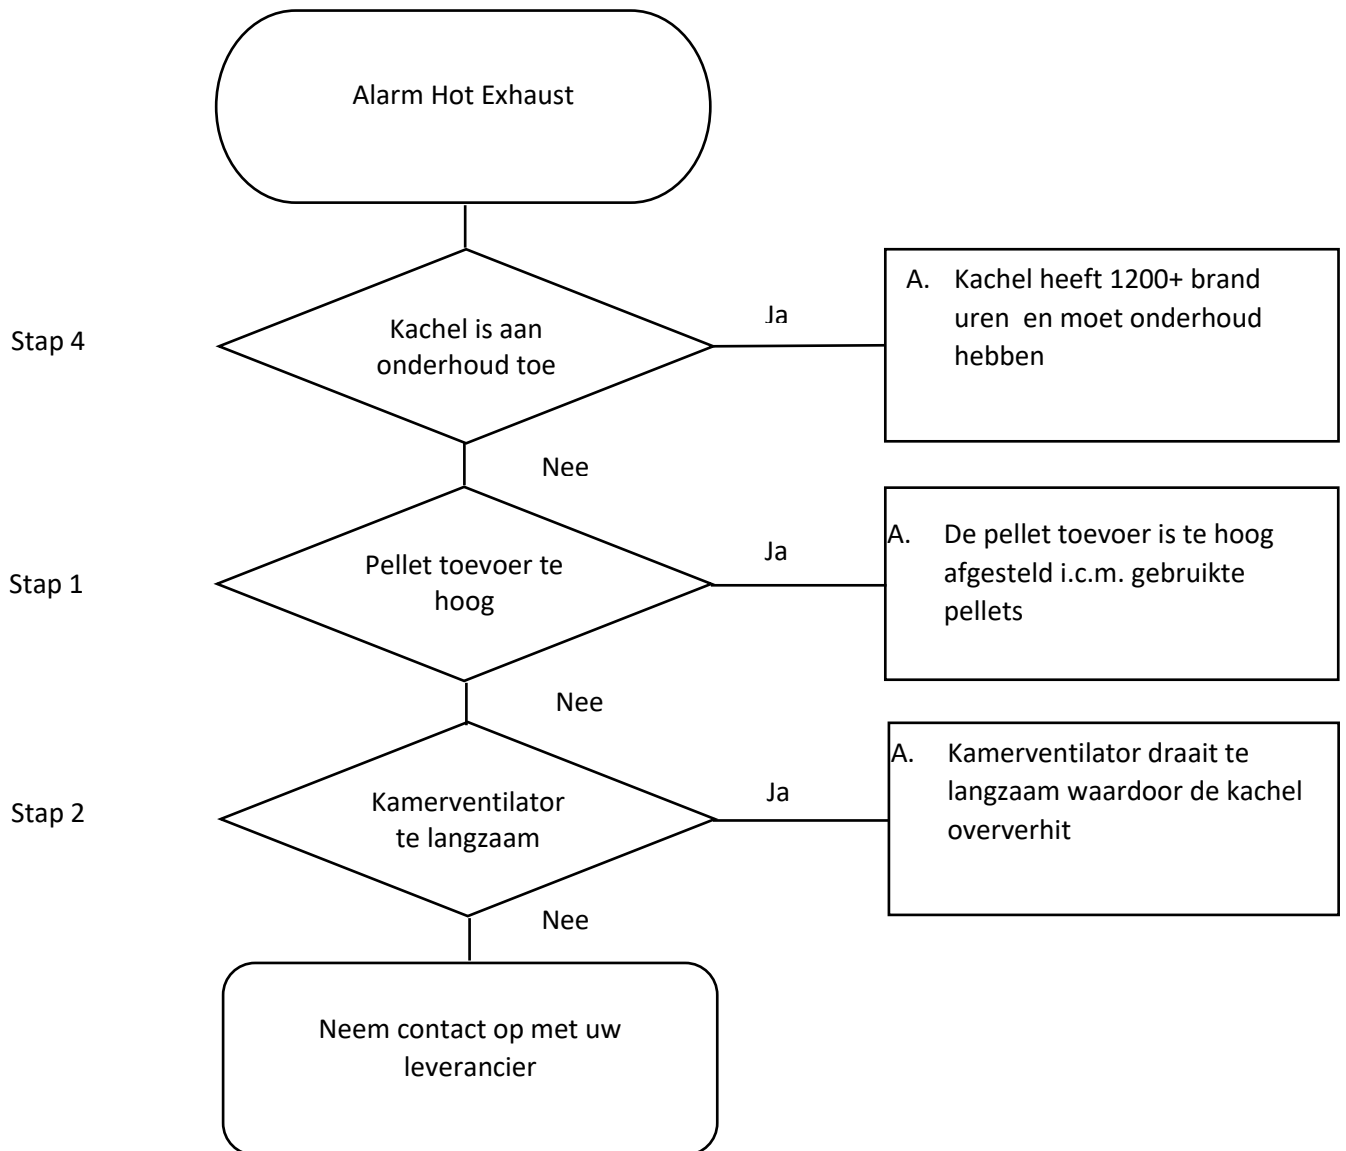 Alarm Hot Exhaust
Stap 4
Kachel is aan
onderhoud toe
Ja
A. Kachel heeft 1200+ brand
uren en moet onderhoud
hebben
Nee
Stap 1
Pellet toevoer te
hoog
Ja
A. De pellet toevoer is te hoog
afgesteld i.c.m. gebruikte
pellets
Nee
Stap 2
Kamerventilator
te langzaam
Ja
A. Kamerventilator draait te
langzaam waardoor de kachel
oververhit
Nee
Neem contact op met uw
leverancier